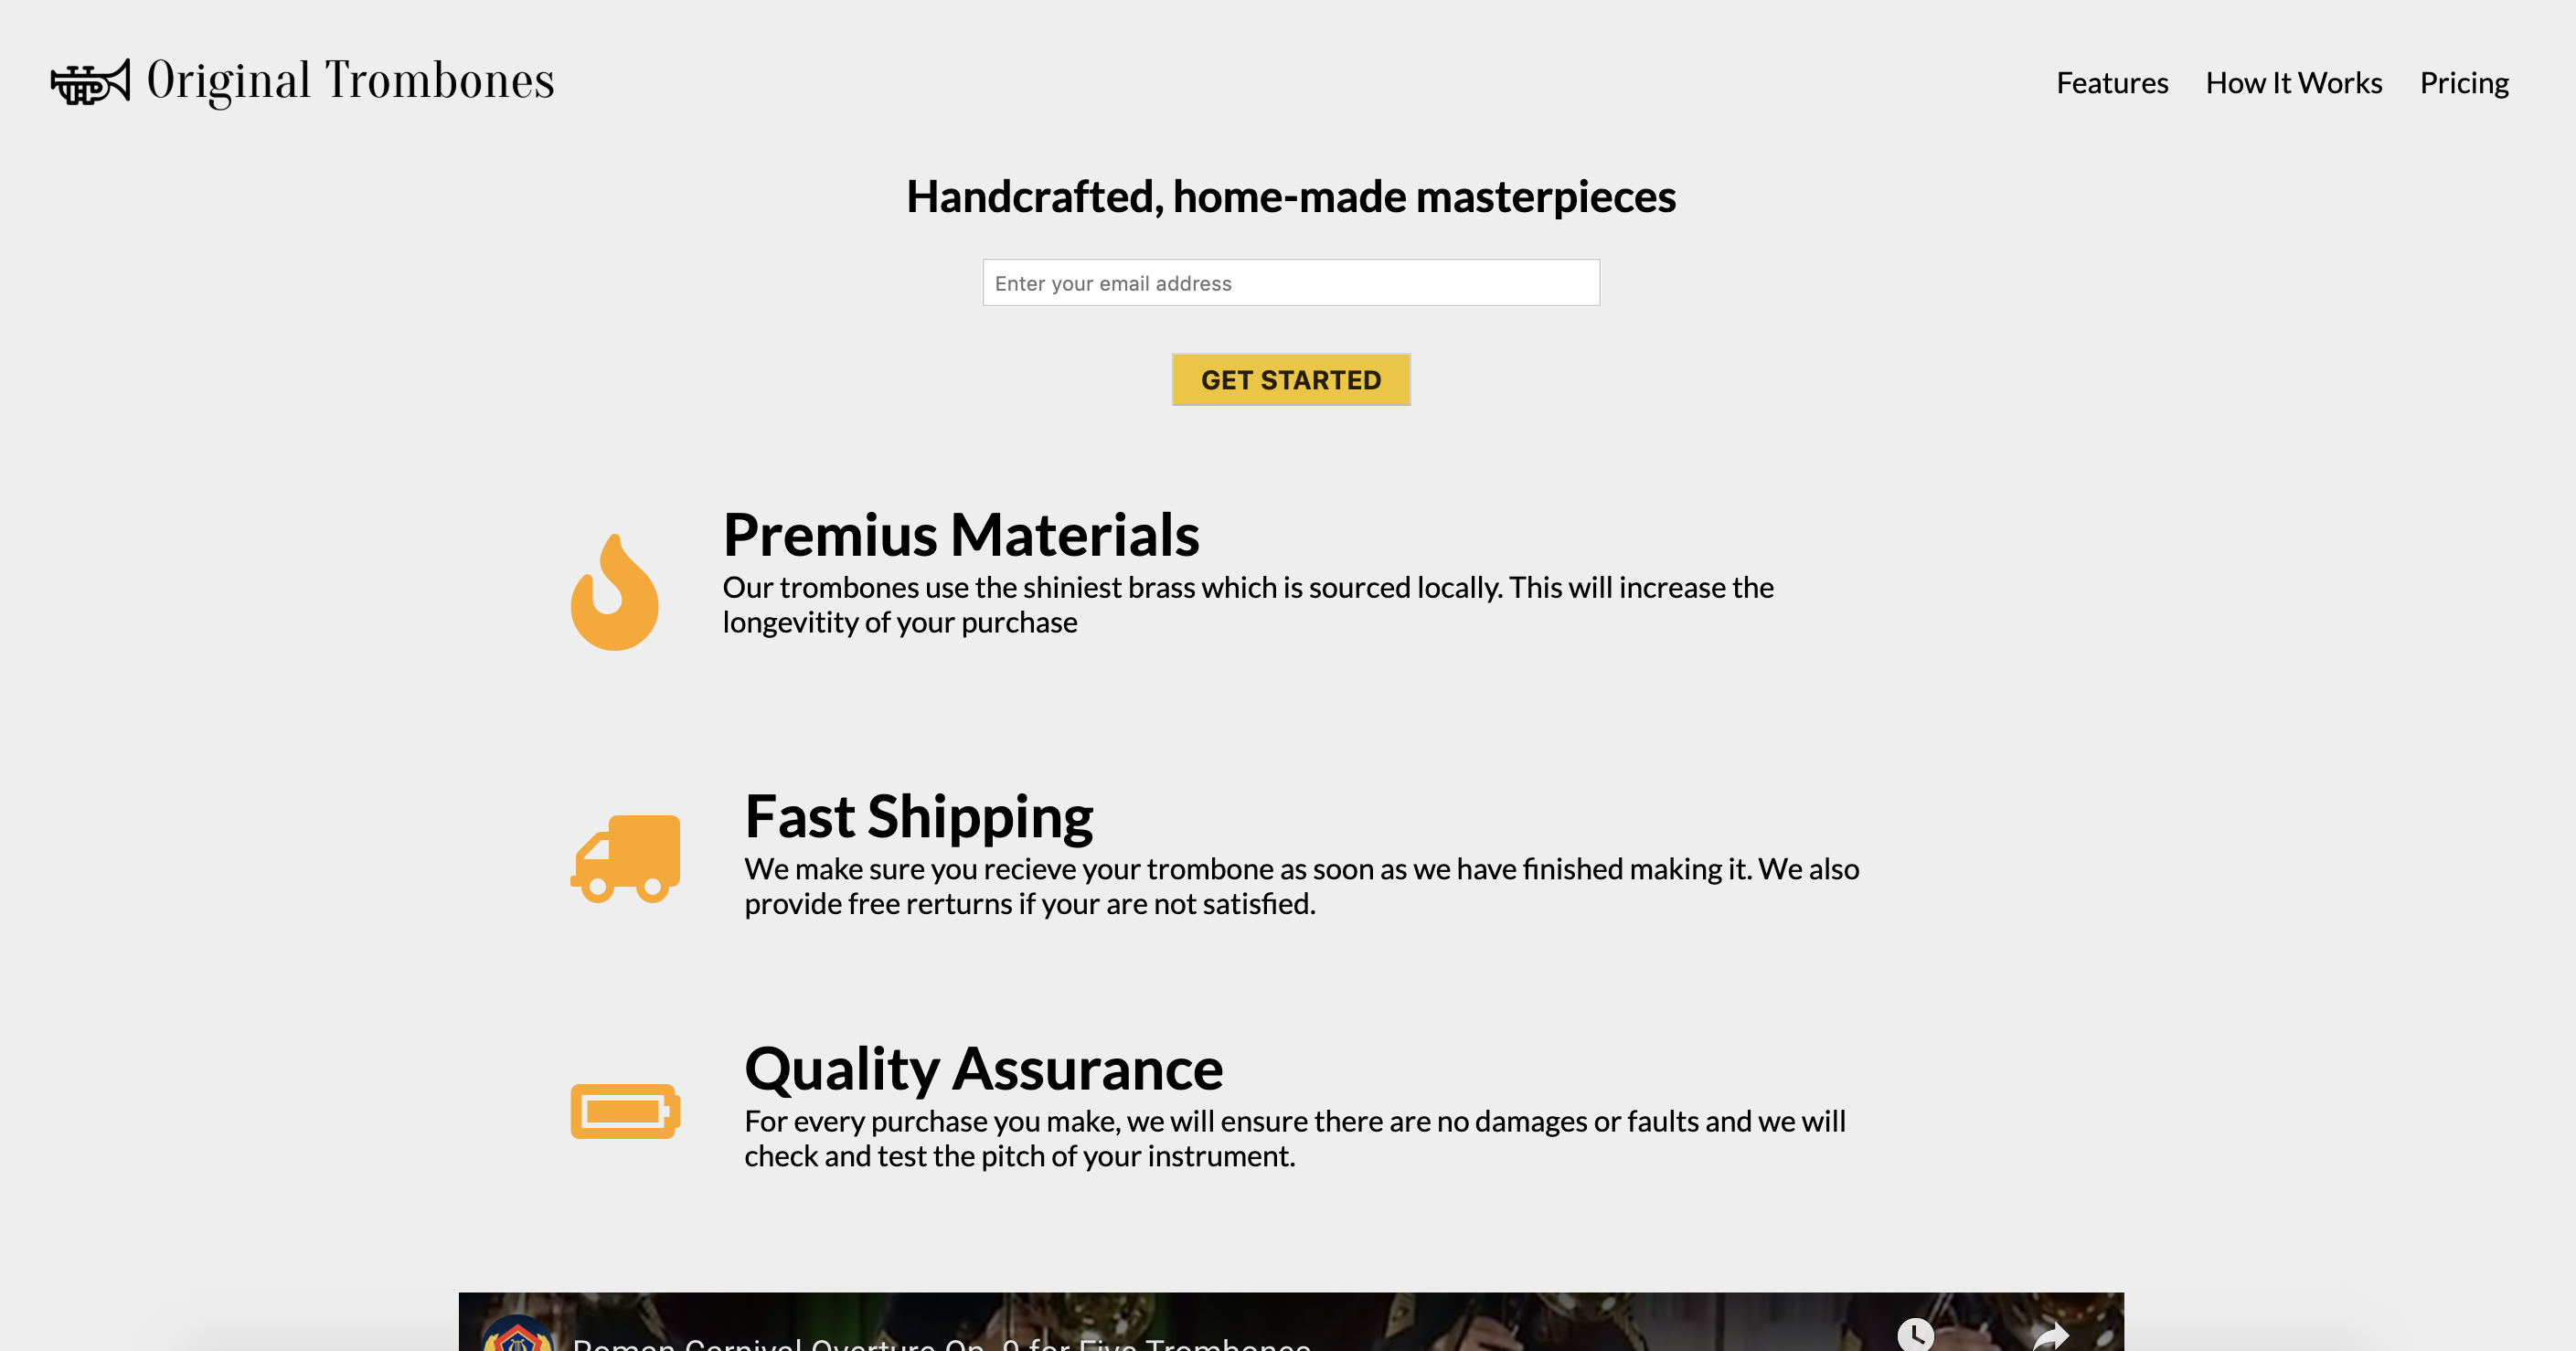 Original Trombones
Features How It Works Pricing
Handcrafted, home-made masterpieces
Enter your email address
GET STARTED
Premius Materials
Our trombones use the shiniest brass which is sourced locally. This will increase the
longevitity of your purchase
Fast Shipping
We make sure you recieve your trombone as soon as we have finished making it. We also
provide free rerturns if your are not satisfied.
Quality Assurance
For every purchase you make, we will ensure there are no damages or faults and we will
check and test the pitch of your instrument.
Roman Carnival Overture Op. 9 for Five Trombones